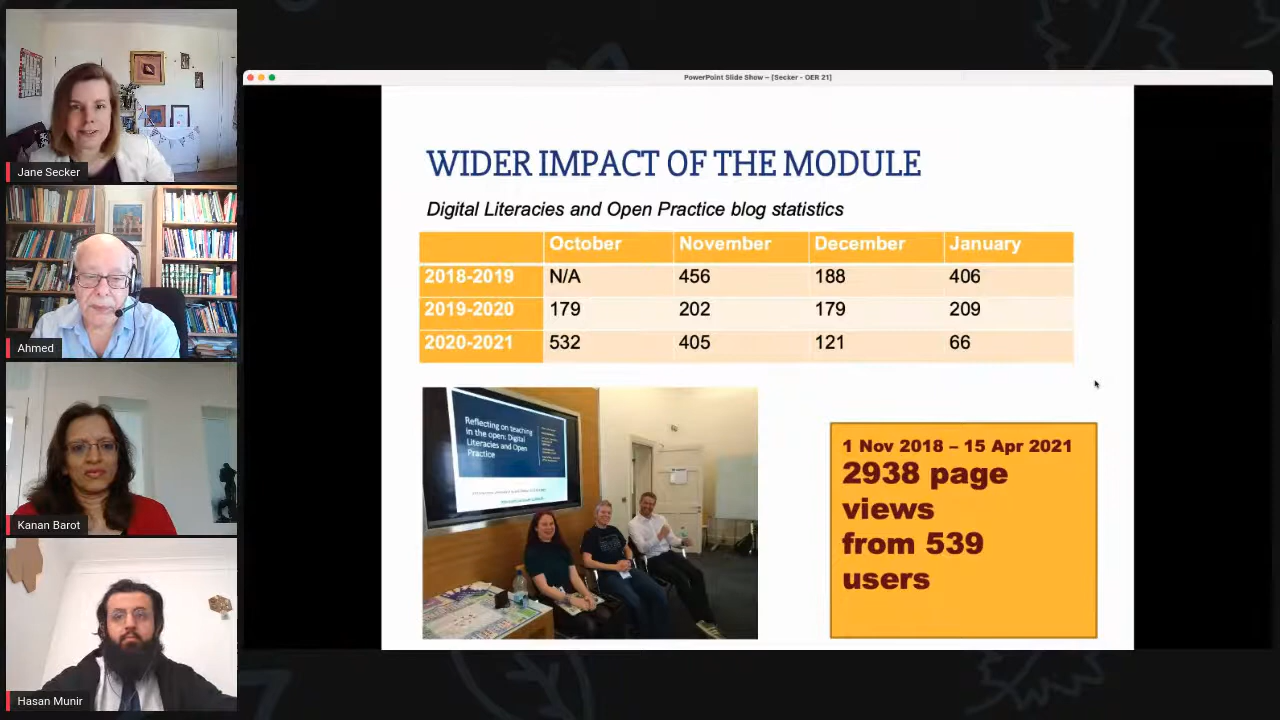 PowerPoint Slide Show – [Secker - OER 21]
WIDER IMPACT OF THE MODULE
Digital Literacies and Open Practice blog statistics
October November December January
2018-2019 N/A 456 188 406
2019-2020 179 202 179 209
2020-2021 532 405 121 66
Reflecting on teaching
in the open: Digital
Literacies and Open
Practice
1 Nov 2018 – 15 Apr 2021
2938 page
views
from 539
users
Jane Secker
Ahmed
Kanan Barot
Hasan Munir